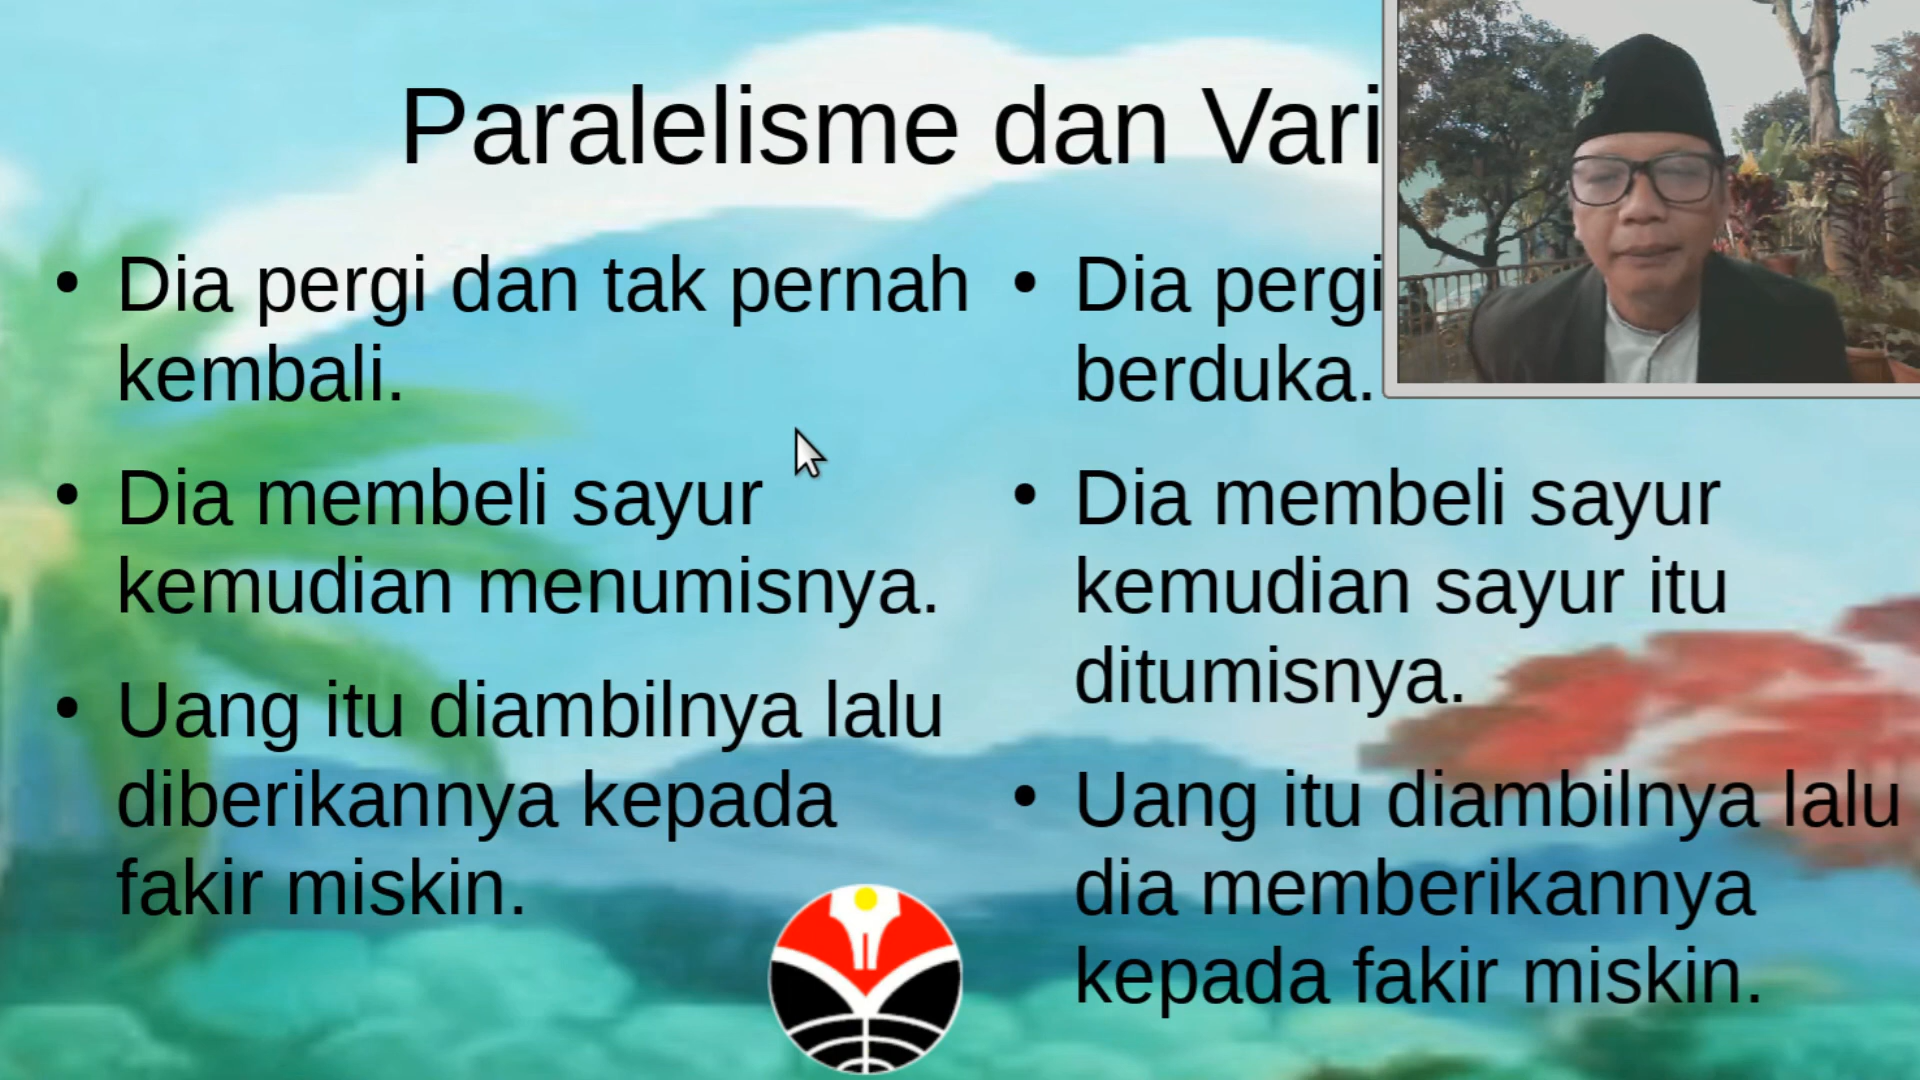 Paralelisme dan Vari
• Dia pergi dan tak pernah
kembali.
• Dia membeli sayur
kemudian menumisnya.
• Uang itu diambilnya lalu
diberikannya kepada
fakir miskin.
• Dia pergi
berduka.
• Dia membeli sayur
kemudian sayur itu
ditumisnya.
• Uang itu diambilnya lalu
dia memberikannya
kepada fakir miskin.